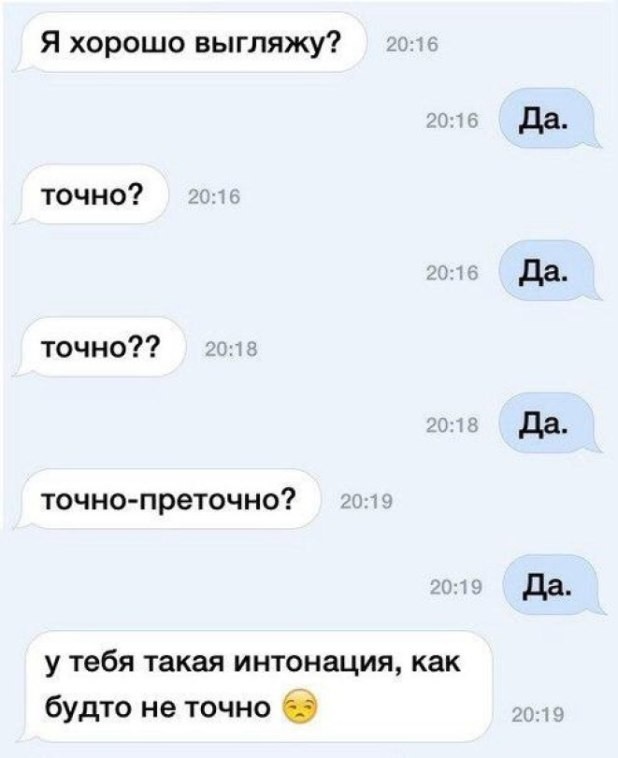 Я хорошо выгляжу? 20:16
20:16 Да.
точно? 20:16
20:16 Да.
точно?? 20:18
20:18 Да.
точно-преточно? 20:19
20:19 Да.
у тебя такая интонация, как
будто не точно 😒 20:19